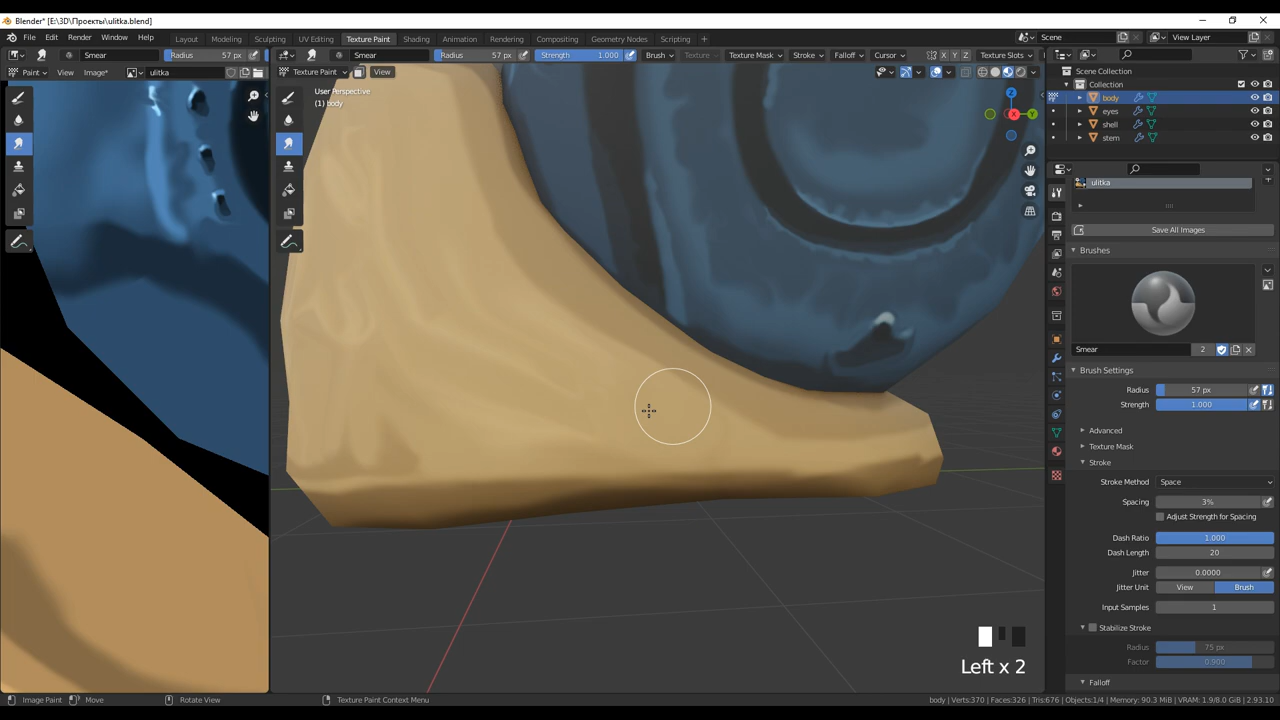 Blender* [E:\3D\Проекты\ulitka.blend]
File Edit Render Window Help
Layout Modeling Sculpting UV Editing Texture Paint Shading Animation Rendering Compositing Geometry Nodes Scripting
Scene
View Layer
Smear
Radius 57 px
Smear
Radius 57 px
Strength 1.000
Brush
Texture
Texture Mask
Stroke
Falloff
Cursor
X Y Z
Texture Slots
Paint View Image* ulitka
Texture Paint View
User Perspective
(1) body
Z
Y
X
Scene Collection
Collection
body
eyes
shell
stem
ulitka
Save All Images
Brushes
Smear 2
Brush Settings
Radius 57 px
Strength 1.000
Advanced
Texture Mask
Stroke
Stroke Method Space
Spacing 3%
Adjust Strength for Spacing
Dash Ratio 1.000
Dash Length 20
Jitter 0.0000
Jitter Unit View Brush
Input Samples 1
Stabilize Stroke
Radius 75 px
Factor 0.900
Falloff
Left x 2
Image Paint Move Rotate View Texture Paint Context Menu
body | Verts:370 | Faces:326 | Tris:676 | Objects:1/4 | Memory: 90.3 MiB | VRAM: 1.9/8.0 GiB | 2.93.10